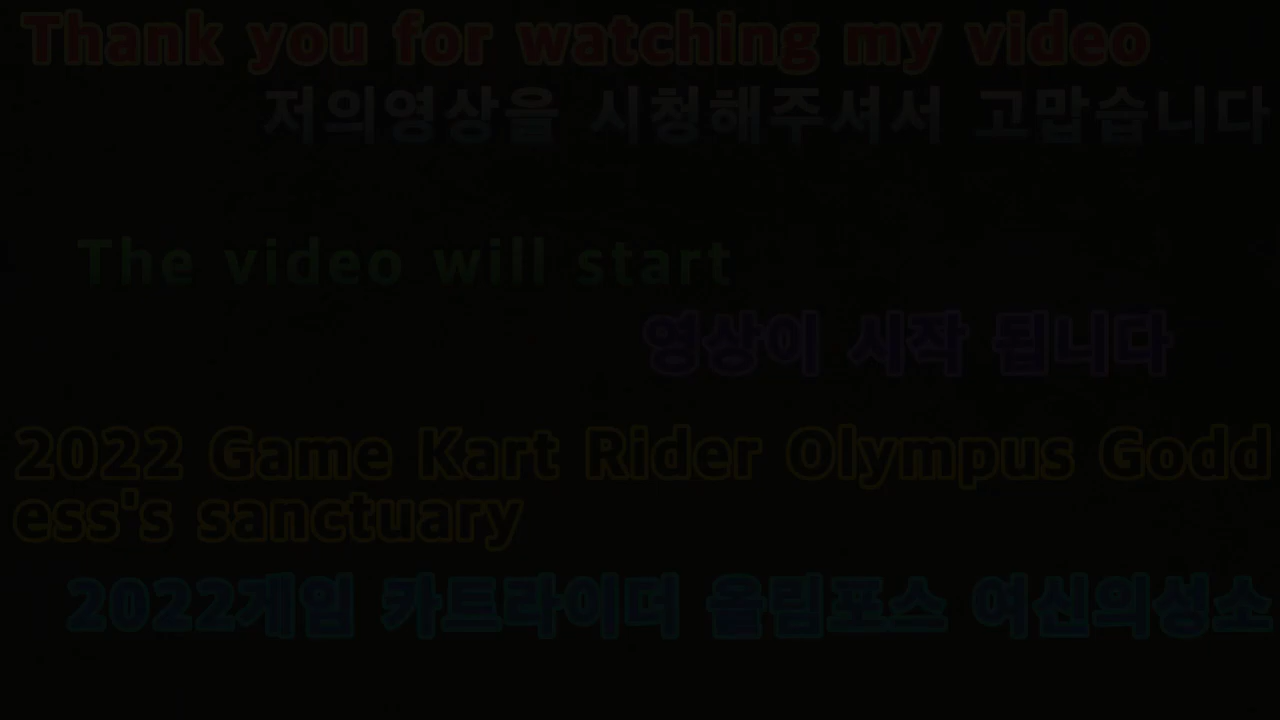 Thank you for watching my video
저의영상을 시청해주셔서 고맙습니다
The video will start
영상이 시작 됩니다
2022 Game Kart Rider Olympus Godd
ess's sanctuary
2022게임 카트라이더 올림포스 여신의성소